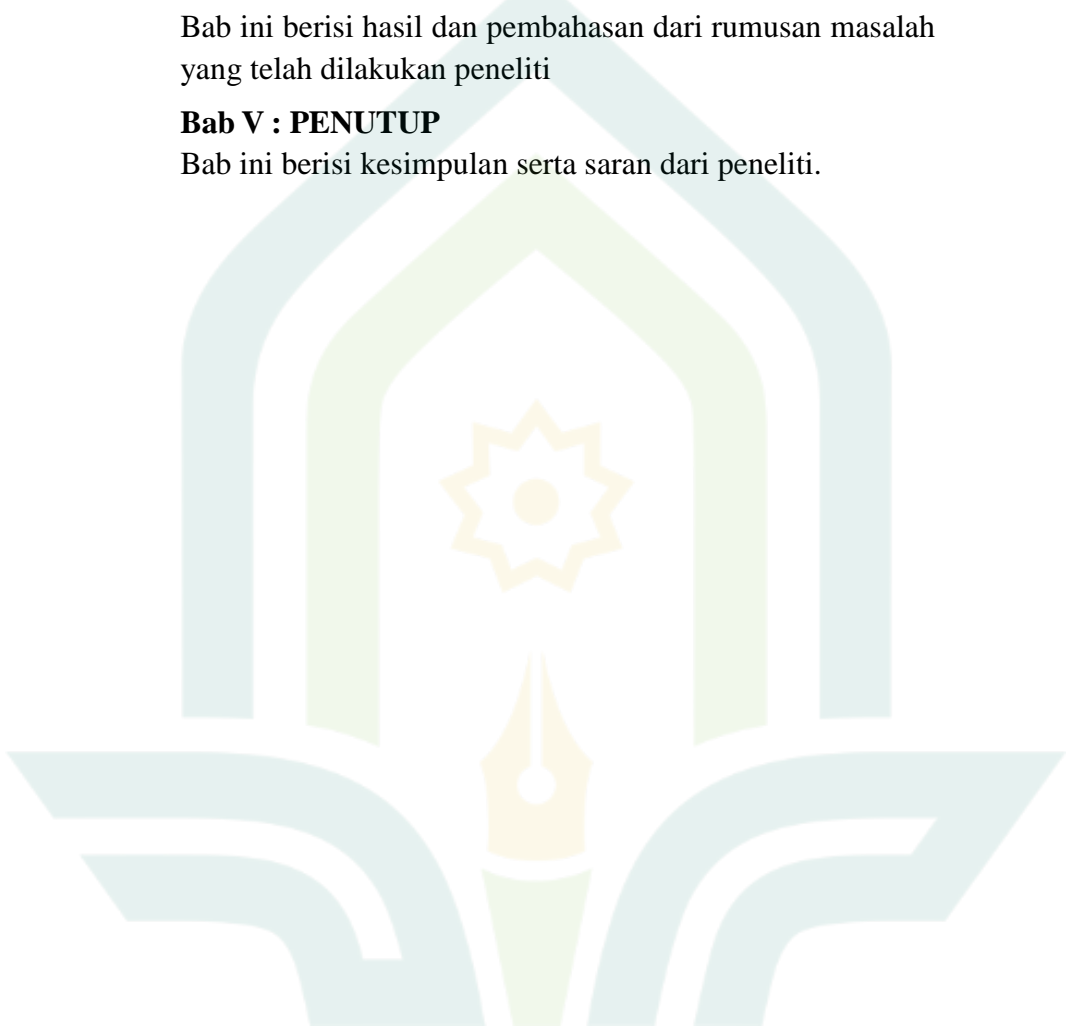 Bab ini berisi hasil dan pembahasan dari rumusan masalah
yang telah dilakukan peneliti
Bab V : PENUTUP
Bab ini berisi kesimpulan serta saran dari peneliti.